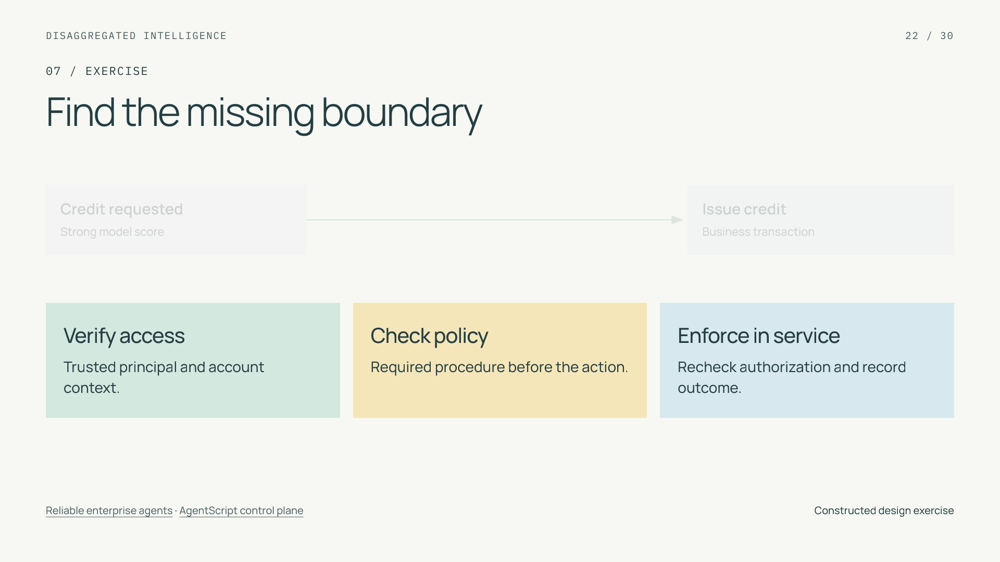 DISAGGREGATED INTELLIGENCE
22 / 30
07 / EXERCISE
Find the missing boundary
Credit requested
Strong model score
Issue credit
Business transaction
Verify access
Trusted principal and account
context.
Check policy
Required procedure before the action.
Enforce in service
Recheck authorization and record
outcome.
Reliable enterprise agents · AgentScript control plane
Constructed design exercise